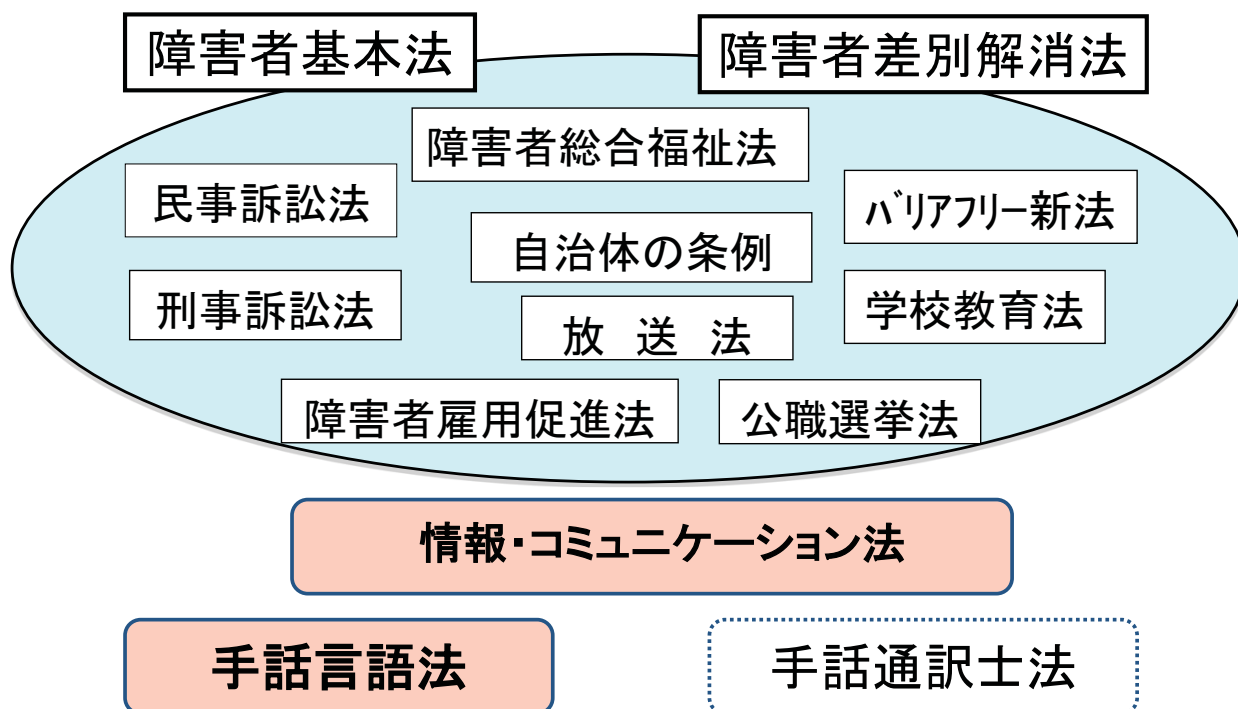 障害者基本法
障害者差別解消法
障害者総合福祉法
民事訴訟法
バリアフリー新法
自治体の条例
刑事訴訟法
学校教育法
放 送 法
障害者雇用促進法
公職選挙法
情報・コミュニケーション法
手話言語法
手話通訳士法